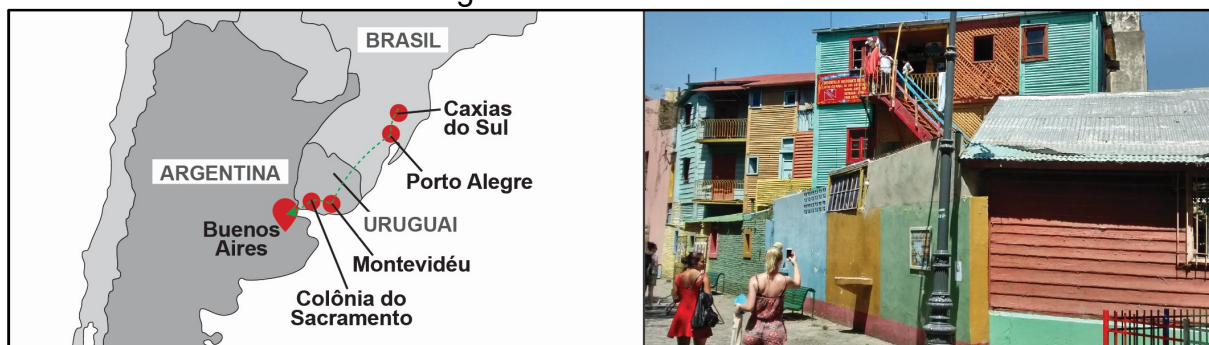 BRASIL
Caxias
do Sul
ARGENTINA
Porto Alegre
Buenos
Aires
URUGUAI
Montevidéu
Colônia do
Sacramento